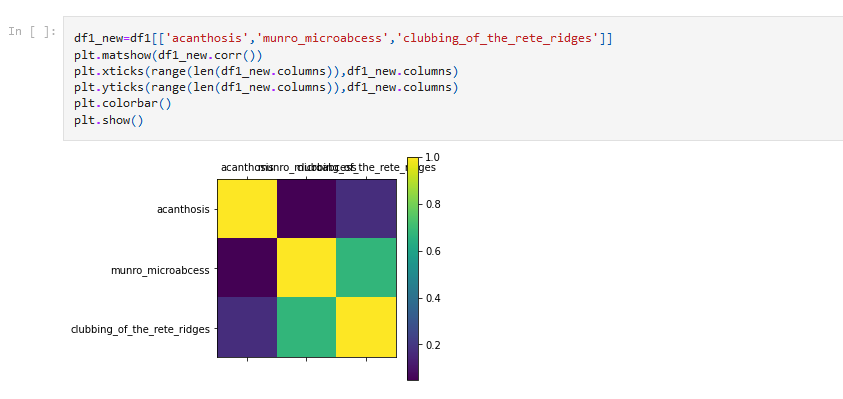 In [ ]:
df1_new=df1[['acanthosis','munro_microabcess','clubbing_of_the_rete_ridges']]
plt.matshow(df1_new.corr())
plt.xticks(range(len(df1_new.columns)),df1_new.columns)
plt.yticks(range(len(df1_new.columns)),df1_new.columns)
plt.colorbar()
plt.show()
acanthosis munro_microabcess clubbing_of_the_rete_ridges
1.0
acanthosis
0.8
munro_microabcess
0.6
0.4
clubbing_of_the_rete_ridges
0.2